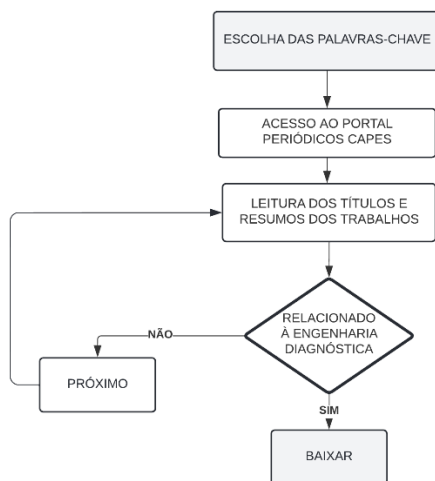 ESCOLHA DAS PALAVRAS-CHAVE
ACESSO AO PORTAL
PERIÓDICOS CAPES
LEITURA DOS TÍTULOS E
RESUMOS DOS TRABALHOS
RELACIONADO
À ENGENHARIA
DIAGNÓSTICA
NÃO
PRÓXIMO
SIM
BAIXAR